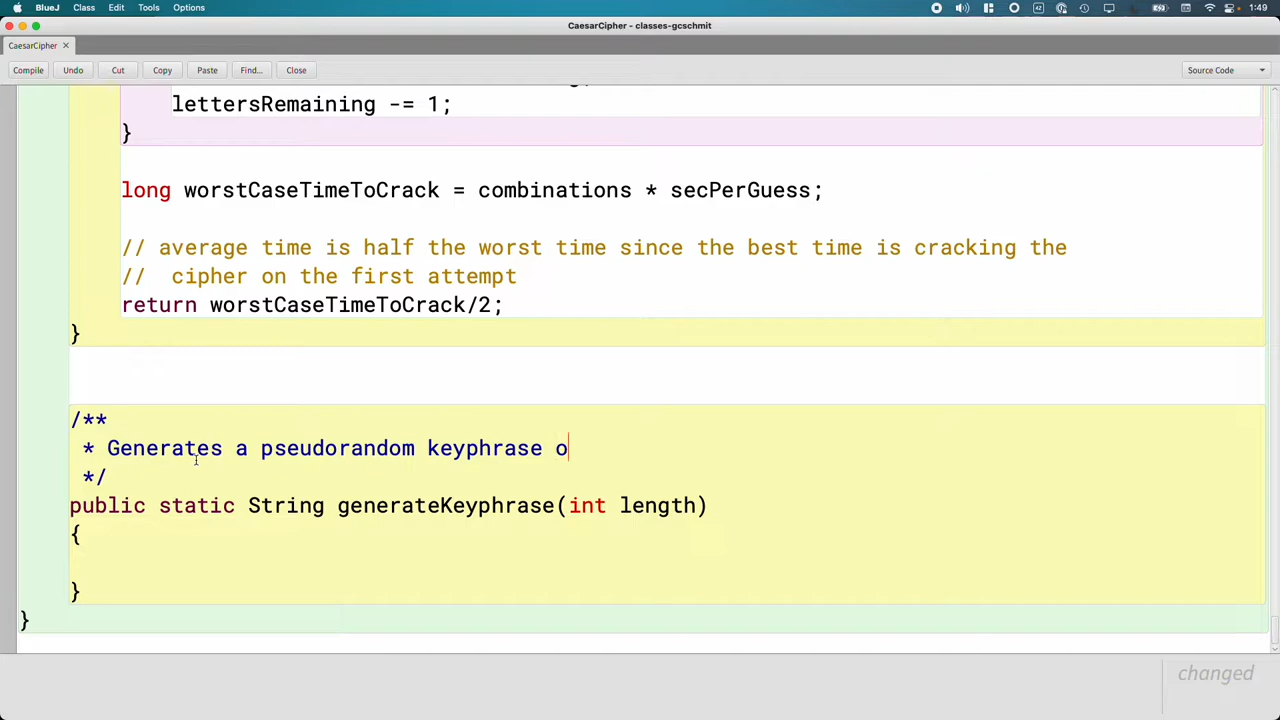 BlueJ Class Edit Tools Options 1:49
CaesarCipher - classes-gcschmit
CaesarCipher ×
Compile Undo Cut Copy Paste Find... Close Source Code
lettersRemaining -= 1;
}
long worstCaseTimeToCrack = combinations * secPerGuess;
// average time is half the worst time since the best time is cracking the
//  cipher on the first attempt
return worstCaseTimeToCrack/2;
}
/**
* Generates a pseudorandom keyphrase o
*/
public static String generateKeyphrase(int length)
{
}
}
changed